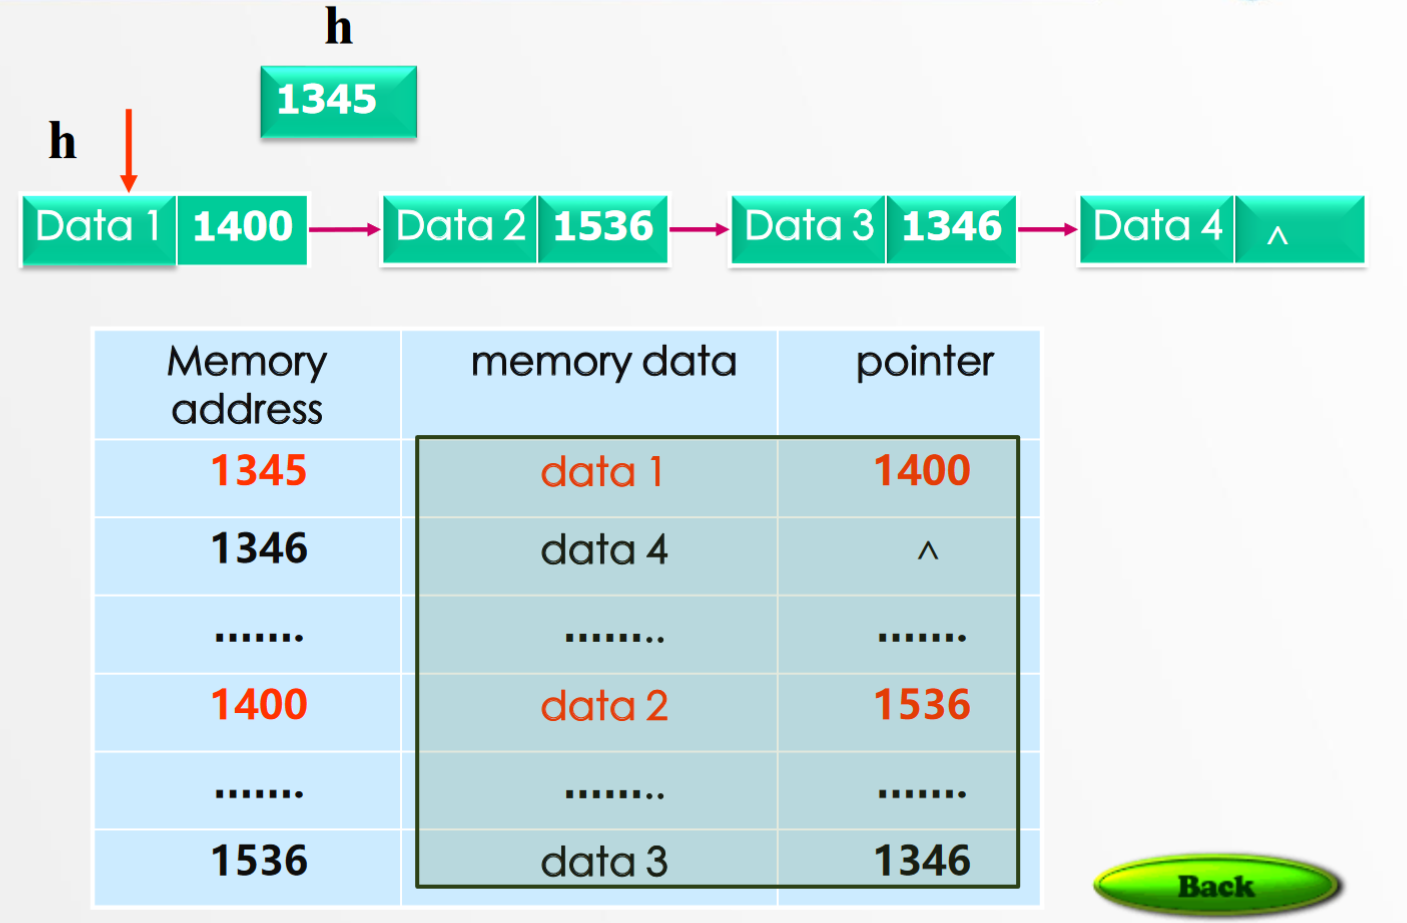 h
1345
h
Data 1 1400 Data 2 1536 Data 3 1346 Data 4 ^
Memory address memory data pointer
1345 data 1 1400
1346 data 4 ^
....... ........ .......
1400 data 2 1536
....... ........ .......
1536 data 3 1346
Back